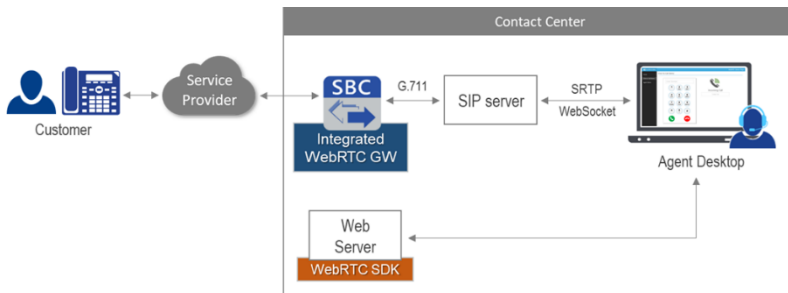 Contact Center
Service
Provider
Customer
SBC
Integrated
WebRTC GW
G.711
SIP server
SRTP
WebSocket
Agent Desktop
Web
Server
WebRTC SDK